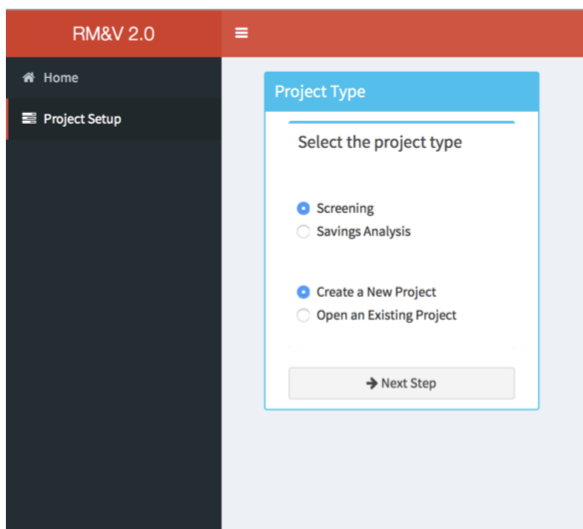 RM&V 2.0
Home
Project Setup
Project Type
Select the project type
Screening
Savings Analysis
Create a New Project
Open an Existing Project
Next Step